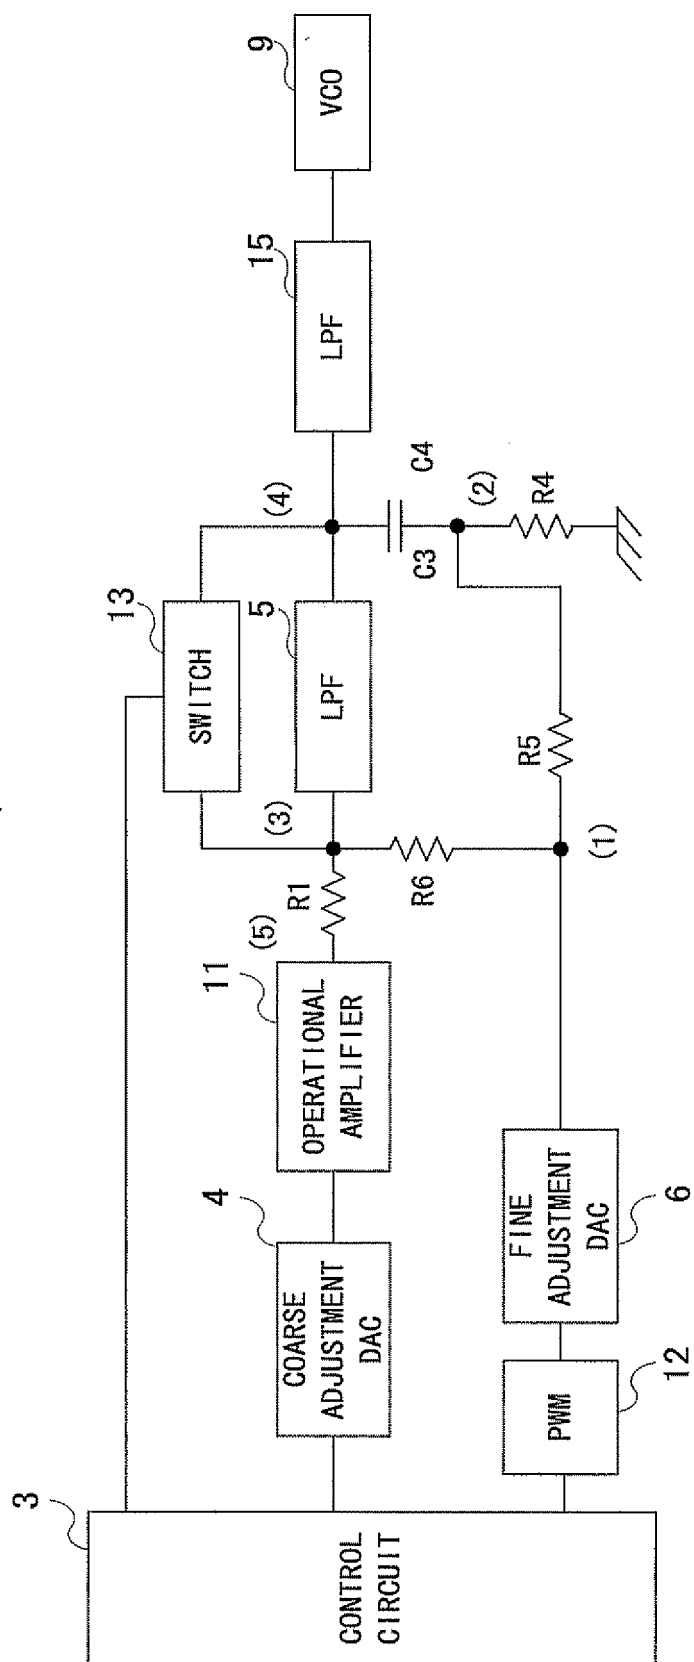 3
CONTROL
CIRCUIT
4
COARSE
ADJUSTMENT
DAC
11
OPERATIONAL
AMPLIFIER
(5)
R1
(3)
13
SWITCH
5
LPF
(4)
15
LPF
9
VCO
C3
C4
(2)
R4
R5
R6
(1)
FINE
ADJUSTMENT
DAC
6
PWM
12